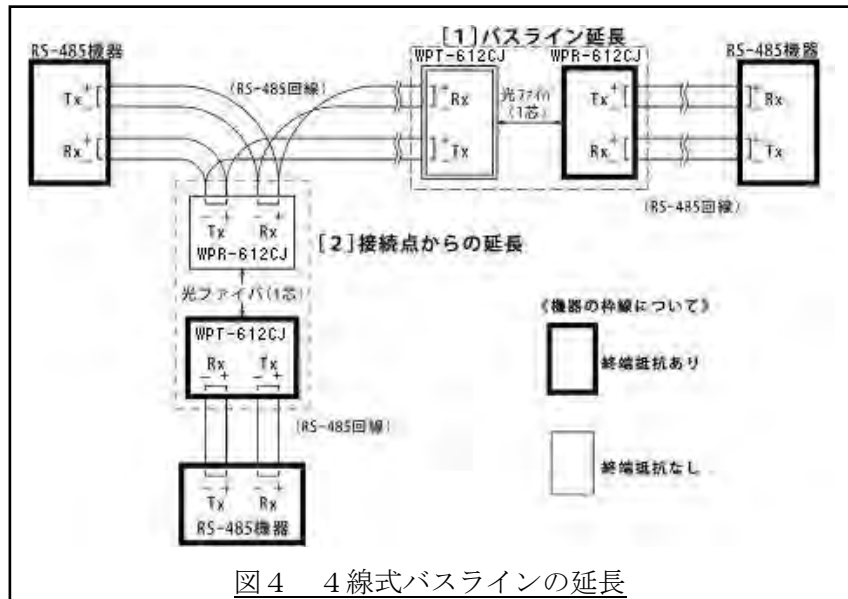 [1]バスライン延長
RS-485機器
WPT-612CJ
WPR-612CJ
RS-485機器
(RS-485回線)
Tx + −
Rx + −
+ − Rx
+ − Tx
光ファイバ
(1芯)
Tx + −
Rx + −
+ − Rx
+ − Tx
(RS-485回線)
− + − +
Tx Rx
WPR-612CJ
[2]接続点からの延長
光ファイバ(1芯)
WPT-612CJ
Rx Tx
− + − +
(RS-485回線)
− + − +
Tx Rx
RS-485機器
《機器の枠線について》
終端抵抗あり
終端抵抗なし
図4 4線式バスラインの延長